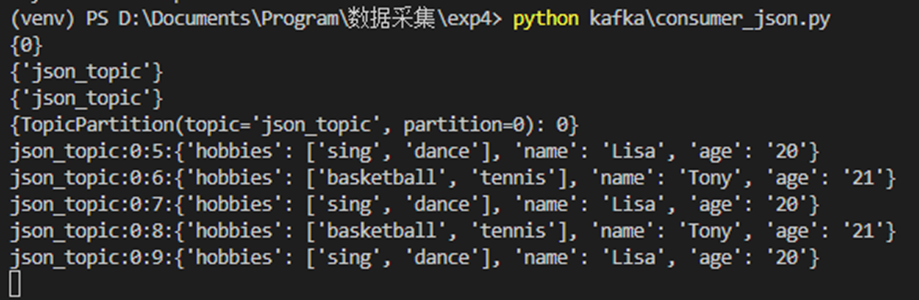 (venv) PS D:\Documents\Program\数据采集\exp4> python kafka\consumer_json.py
{0}
{'json_topic'}
{'json_topic'}
{TopicPartition(topic='json_topic', partition=0): 0}
json_topic:0:5:{'hobbies': ['sing', 'dance'], 'name': 'Lisa', 'age': '20'}
json_topic:0:6:{'hobbies': ['basketball', 'tennis'], 'name': 'Tony', 'age': '21'}
json_topic:0:7:{'hobbies': ['sing', 'dance'], 'name': 'Lisa', 'age': '20'}
json_topic:0:8:{'hobbies': ['basketball', 'tennis'], 'name': 'Tony', 'age': '21'}
json_topic:0:9:{'hobbies': ['sing', 'dance'], 'name': 'Lisa', 'age': '20'}